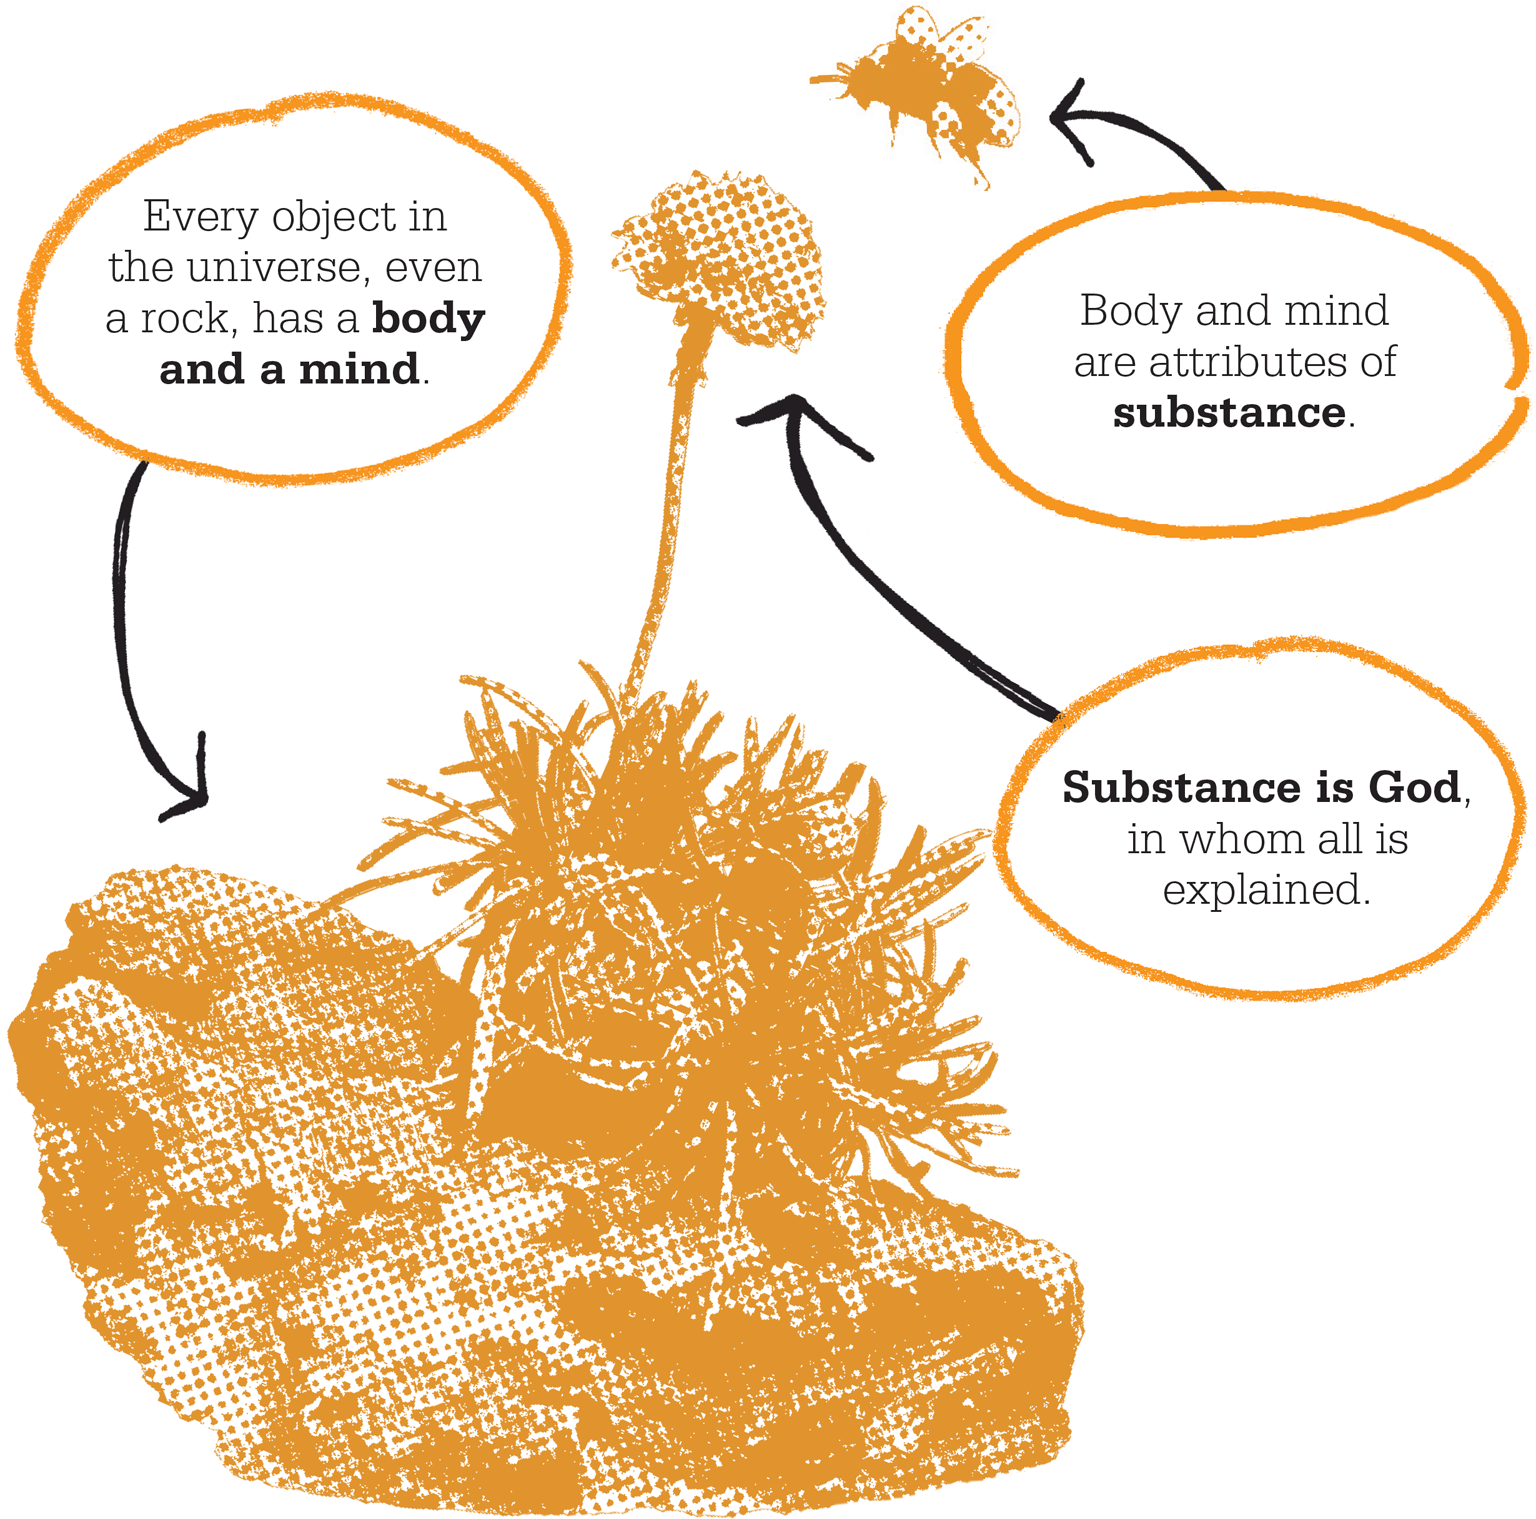 Every object in
the universe, even
a rock, has a body
and a mind.
Body and mind
are attributes of
substance.
Substance is God,
in whom all is
explained.